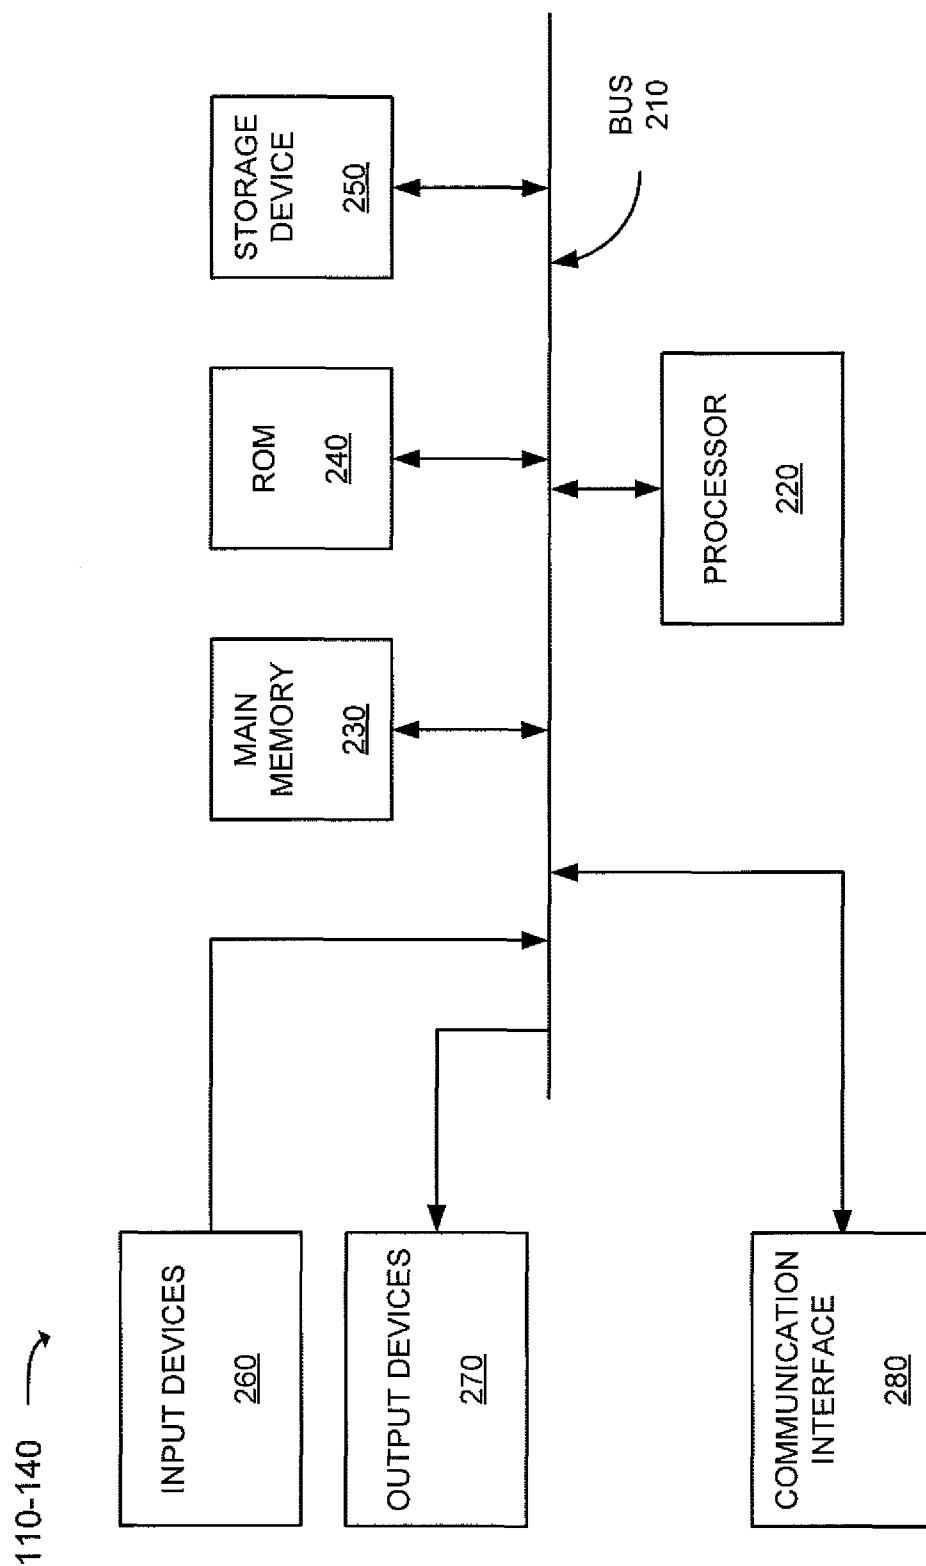 110-140
INPUT DEVICES
260
OUTPUT DEVICES
270
COMMUNICATION
INTERFACE
280
MAIN
MEMORY
230
ROM
240
STORAGE
DEVICE
250
PROCESSOR
220
BUS
210